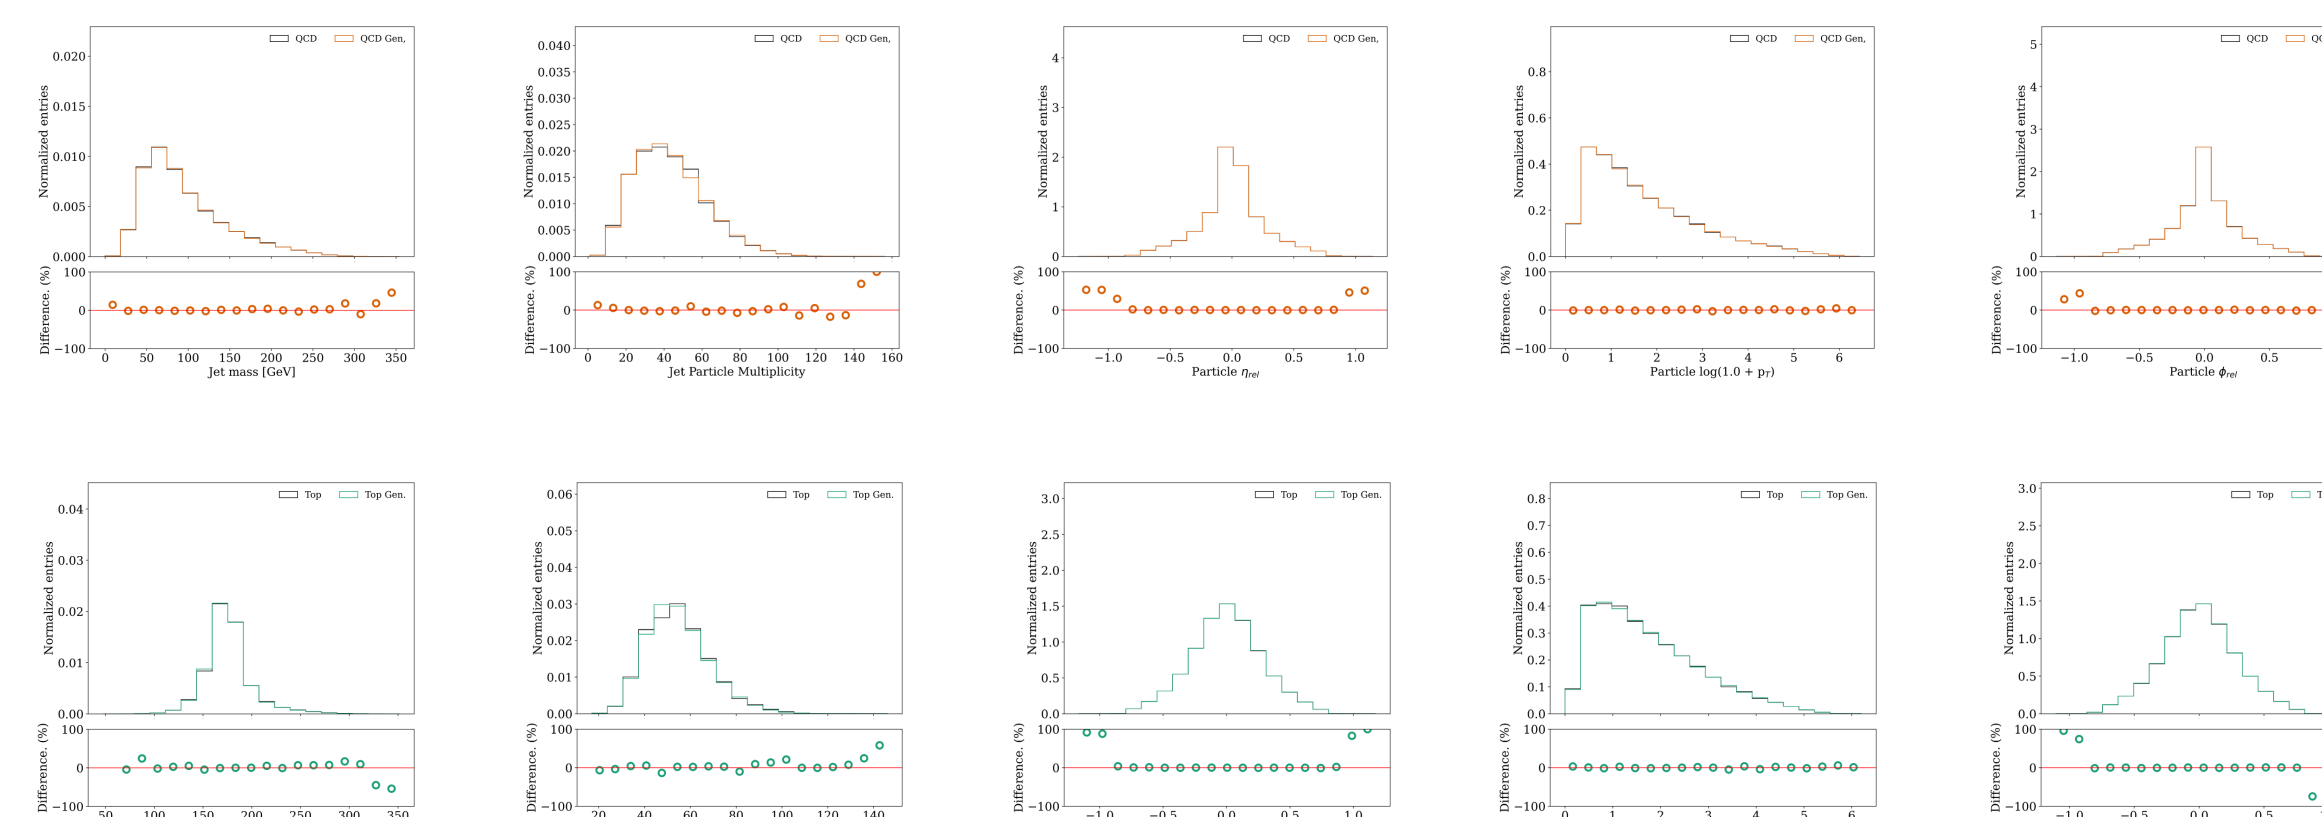 QCD QCD Gen,
Normalized entries
0.020
0.015
0.010
0.005
0.000
Difference. (%)
100
0
−100
0 50 100 150 200 250 300 350
Jet mass [GeV]
QCD QCD Gen,
Normalized entries
0.040
0.035
0.030
0.025
0.020
0.015
0.010
0.005
0.000
Difference. (%)
100
0
−100
0 20 40 60 80 100 120 140 160
Jet Particle Multiplicity
QCD QCD Gen,
Normalized entries
4
3
2
1
0
Difference. (%)
100
0
−100
−1.0 −0.5 0.0 0.5 1.0
Particle η_rel
QCD QCD Gen,
Normalized entries
0.8
0.6
0.4
0.2
0.0
Difference. (%)
100
0
−100
0 1 2 3 4 5 6
Particle log(1.0 + p_T)
QCD
Normalized entries
5
4
3
2
1
0
Difference. (%)
100
0
−100
−1.0 −0.5 0.0 0.5
Particle ϕ_rel
Top Top Gen.
Normalized entries
0.04
0.03
0.02
0.01
0.00
Difference. (%)
100
0
−100
50 100 150 200 250 300 350
Top Top Gen.
Normalized entries
0.06
0.05
0.04
0.03
0.02
0.01
0.00
Difference. (%)
100
0
−100
20 40 60 80 100 120 140
Top Top Gen.
Normalized entries
3.0
2.5
2.0
1.5
1.0
0.5
0.0
Difference. (%)
100
0
−100
−1.0 −0.5 0.0 0.5 1.0
Top Top Gen.
Normalized entries
0.8
0.7
0.6
0.5
0.4
0.3
0.2
0.1
0.0
Difference. (%)
100
0
−100
0 1 2 3 4 5 6
Top
Normalized entries
3.0
2.5
2.0
1.5
1.0
0.5
0.0
Difference. (%)
100
0
−100
−1.0 −0.5 0.0 0.5